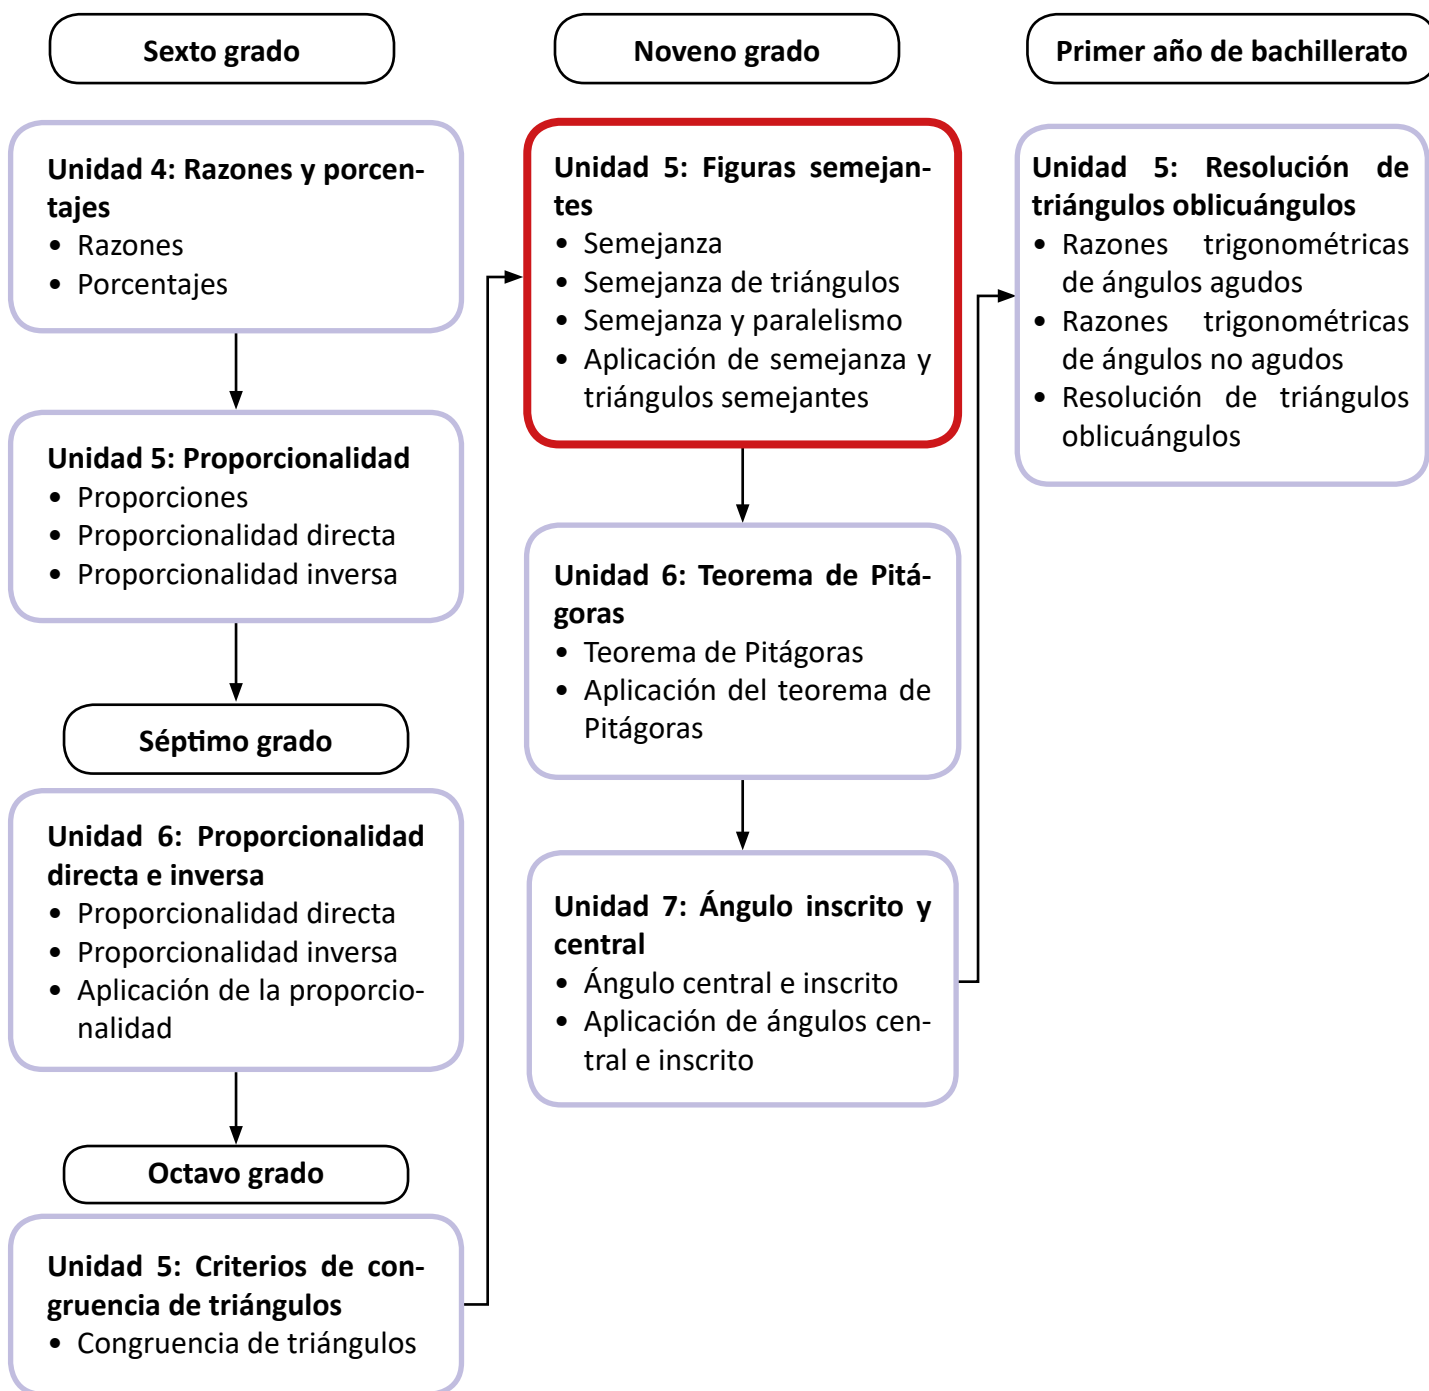 Sexto grado
Unidad 4: Razones y porcen-
tajes
• Razones
• Porcentajes
Unidad 5: Proporcionalidad
• Proporciones
• Proporcionalidad directa
• Proporcionalidad inversa
Séptimo grado
Unidad 6: Proporcionalidad
directa e inversa
• Proporcionalidad directa
• Proporcionalidad inversa
• Aplicación de la proporcio-
nalidad
Octavo grado
Unidad 5: Criterios de con-
gruencia de triángulos
• Congruencia de triángulos
Noveno grado
Unidad 5: Figuras semejan-
tes
• Semejanza
• Semejanza de triángulos
• Semejanza y paralelismo
• Aplicación de semejanza y
triángulos semejantes
Unidad 6: Teorema de Pitá-
goras
• Teorema de Pitágoras
• Aplicación del teorema de
Pitágoras
Unidad 7: Ángulo inscrito y
central
• Ángulo central e inscrito
• Aplicación de ángulos cen-
tral e inscrito
Primer año de bachillerato
Unidad 5: Resolución de
triángulos oblicuángulos
• Razones trigonométricas
de ángulos agudos
• Razones trigonométricas
de ángulos no agudos
• Resolución de triángulos
oblicuángulos